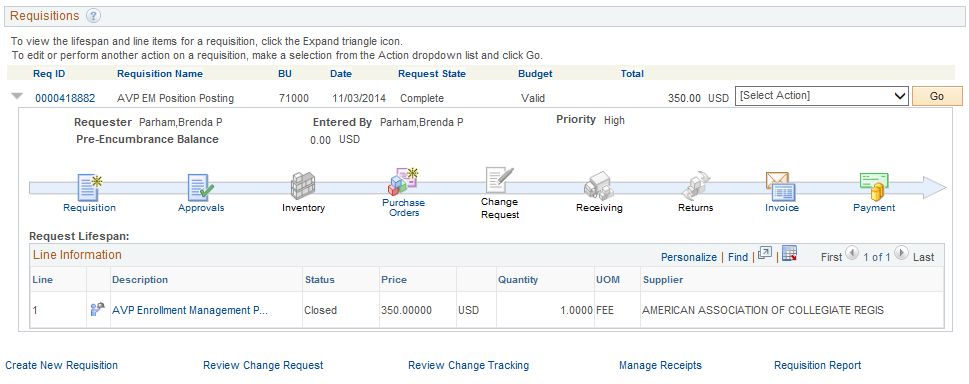 Requisitions ?
To view the lifespan and line items for a requisition, click the Expand triangle icon.
To edit or perform another action on a requisition, make a selection from the Action dropdown list and click Go.
Req ID Requisition Name BU Date Request State Budget Total
0000418882 AVP EM Position Posting 71000 11/03/2014 Complete Valid 350.00 USD [Select Action] Go
Requester Parham,Brenda P Entered By Parham,Brenda P Priority High
Pre-Encumbrance Balance 0.00 USD
Requisition Approvals Inventory Purchase Orders Change Request Receiving Returns Invoice Payment
Request Lifespan:
Line Information Personalize | Find | | First 1 of 1 Last
Line Description Status Price Quantity UOM Supplier
1 AVP Enrollment Management P... Closed 350.00000 USD 1.0000 FEE AMERICAN ASSOCIATION OF COLLEGIATE REGIS
Create New Requisition Review Change Request Review Change Tracking Manage Receipts Requisition Report